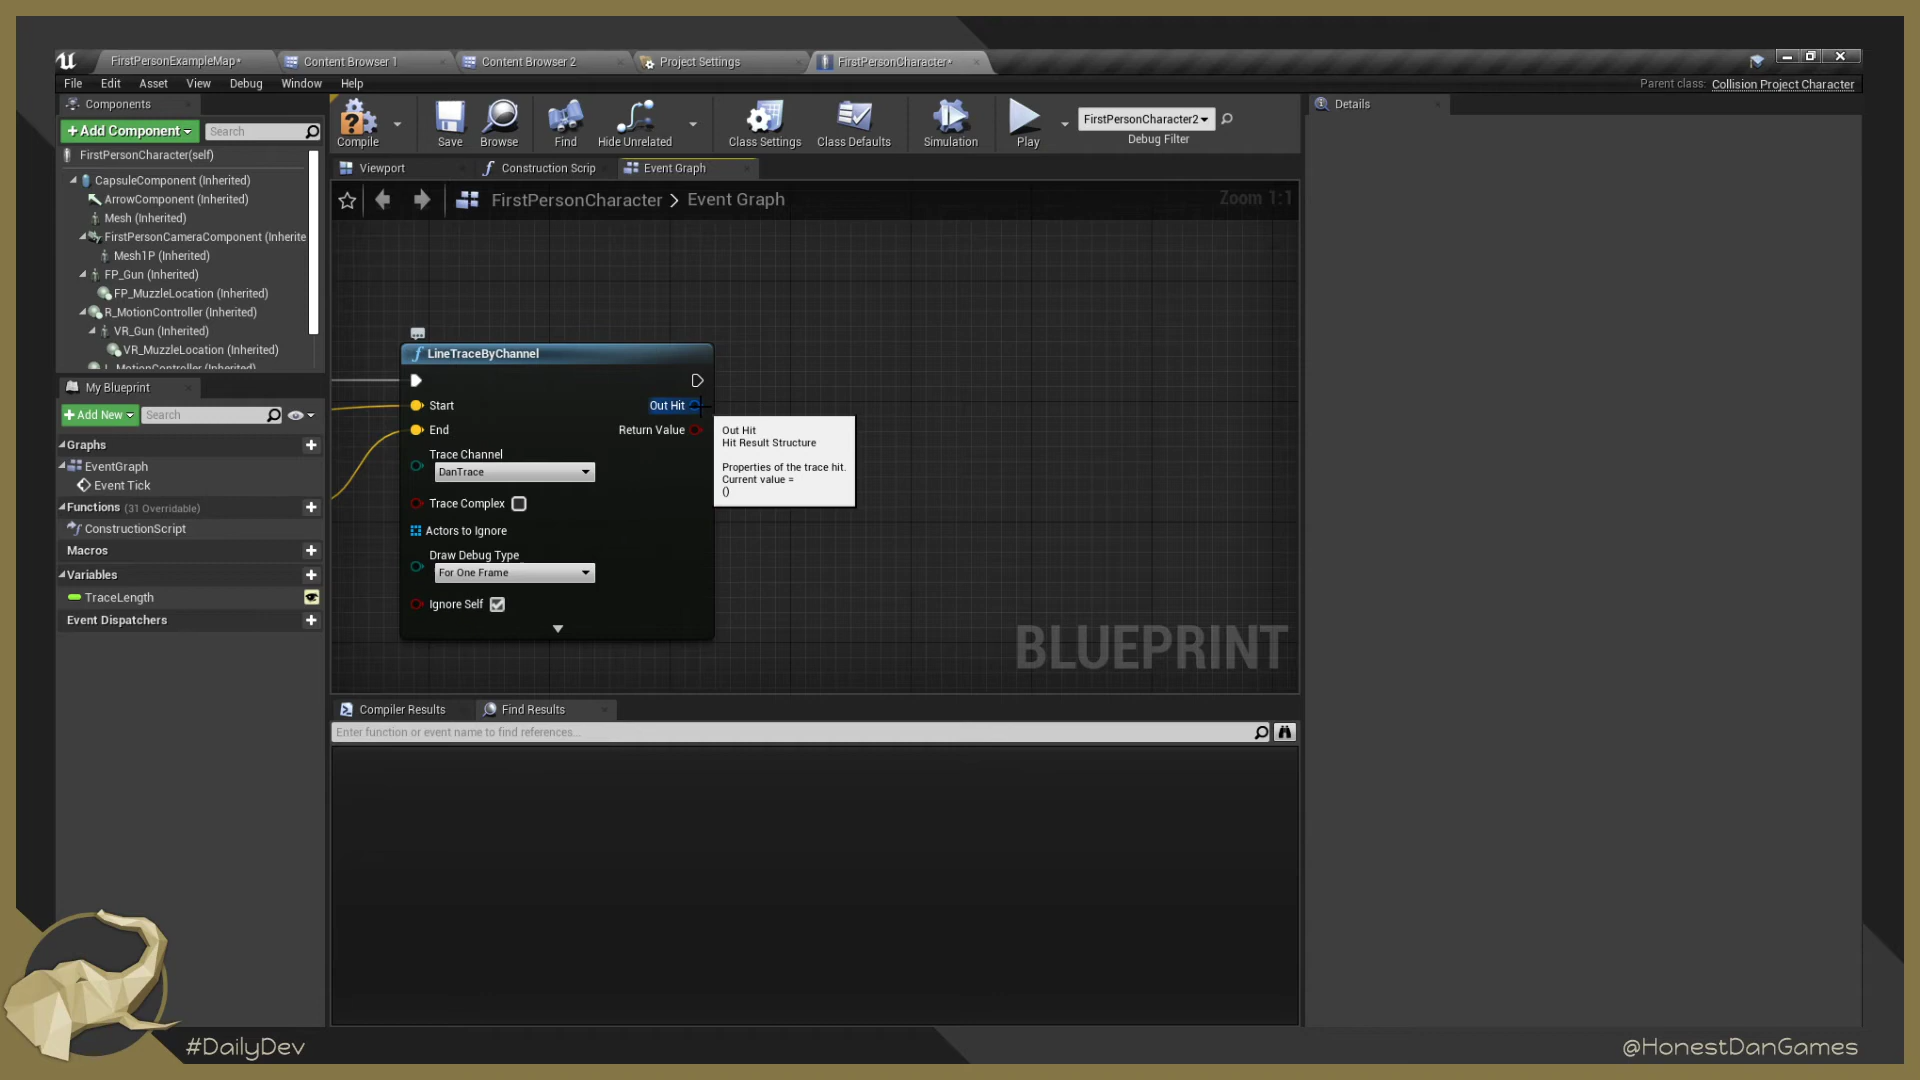 FirstPersonExampleMap*
Content Browser 1
Content Browser 2
Project Settings
FirstPersonCharacter*
File
Edit
Asset
View
Debug
Window
Help
Parent class:
Collision Project Character
Components
+Add Component
Search
FirstPersonCharacter(self)
CapsuleComponent (Inherited)
ArrowComponent (Inherited)
Mesh (Inherited)
FirstPersonCameraComponent (Inherite
Mesh1P (Inherited)
FP_Gun (Inherited)
FP_MuzzleLocation (Inherited)
R_MotionController (Inherited)
VR_Gun (Inherited)
VR_MuzzleLocation (Inherited)
L_MotionController (Inherited)
Compile
Save
Browse
Find
Hide Unrelated
Class Settings
Class Defaults
Simulation
Play
FirstPersonCharacter2
Debug Filter
Details
Viewport
Construction Scrip
Event Graph
FirstPersonCharacter > Event Graph
Zoom 1:1
LineTraceByChannel
Start
Out Hit
End
Return Value
Trace Channel
DanTrace
Trace Complex
Actors to Ignore
Draw Debug Type
For One Frame
Ignore Self
Out Hit
Hit Result Structure
Properties of the trace hit.
Current value =
()
BLUEPRINT
My Blueprint
+Add New
Search
Graphs
EventGraph
Event Tick
Functions (31 Overridable)
ConstructionScript
Macros
Variables
TraceLength
Event Dispatchers
Compiler Results
Find Results
Enter function or event name to find references...
#DailyDev
@HonestDanGames